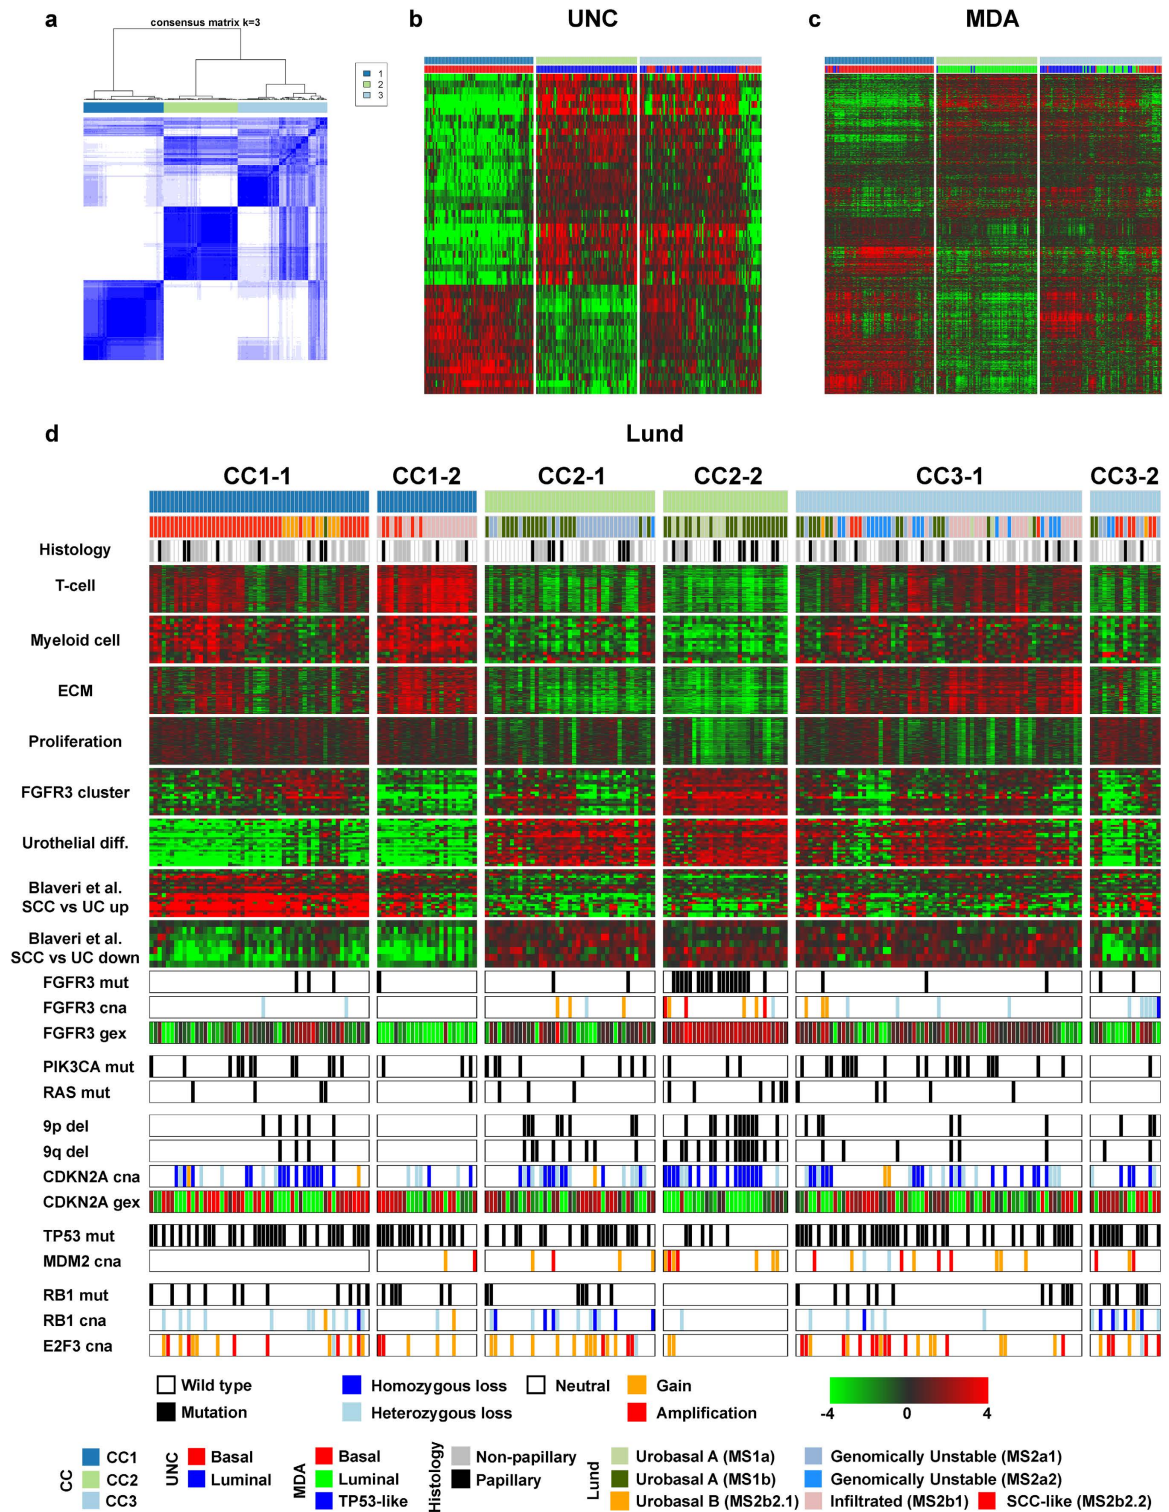 a
consensus matrix k=3
1
2
3
b
UNC
c
MDA
d
Lund
CC1-1
CC1-2
CC2-1
CC2-2
CC3-1
CC3-2
Histology
T-cell
Myeloid cell
ECM
Proliferation
FGFR3 cluster
Urothelial diff.
Blaveri et al.
SCC vs UC up
Blaveri et al.
SCC vs UC down
FGFR3 mut
FGFR3 cna
FGFR3 gex
PIK3CA mut
RAS mut
9p del
9q del
CDKN2A cna
CDKN2A gex
TP53 mut
MDM2 cna
RB1 mut
RB1 cna
E2F3 cna
Wild type
Mutation
Homozygous loss
Heterozygous loss
Neutral
Gain
Amplification
-4 0 4
CC
CC1
CC2
CC3
UNC
Basal
Luminal
MDA
Basal
Luminal
TP53-like
Histology
Non-papillary
Papillary
Lund
Urobasal A (MS1a)
Urobasal A (MS1b)
Urobasal B (MS2b2.1)
Genomically Unstable (MS2a1)
Genomically Unstable (MS2a2)
Infiltrated (MS2b1)
SCC-like (MS2b2.2)